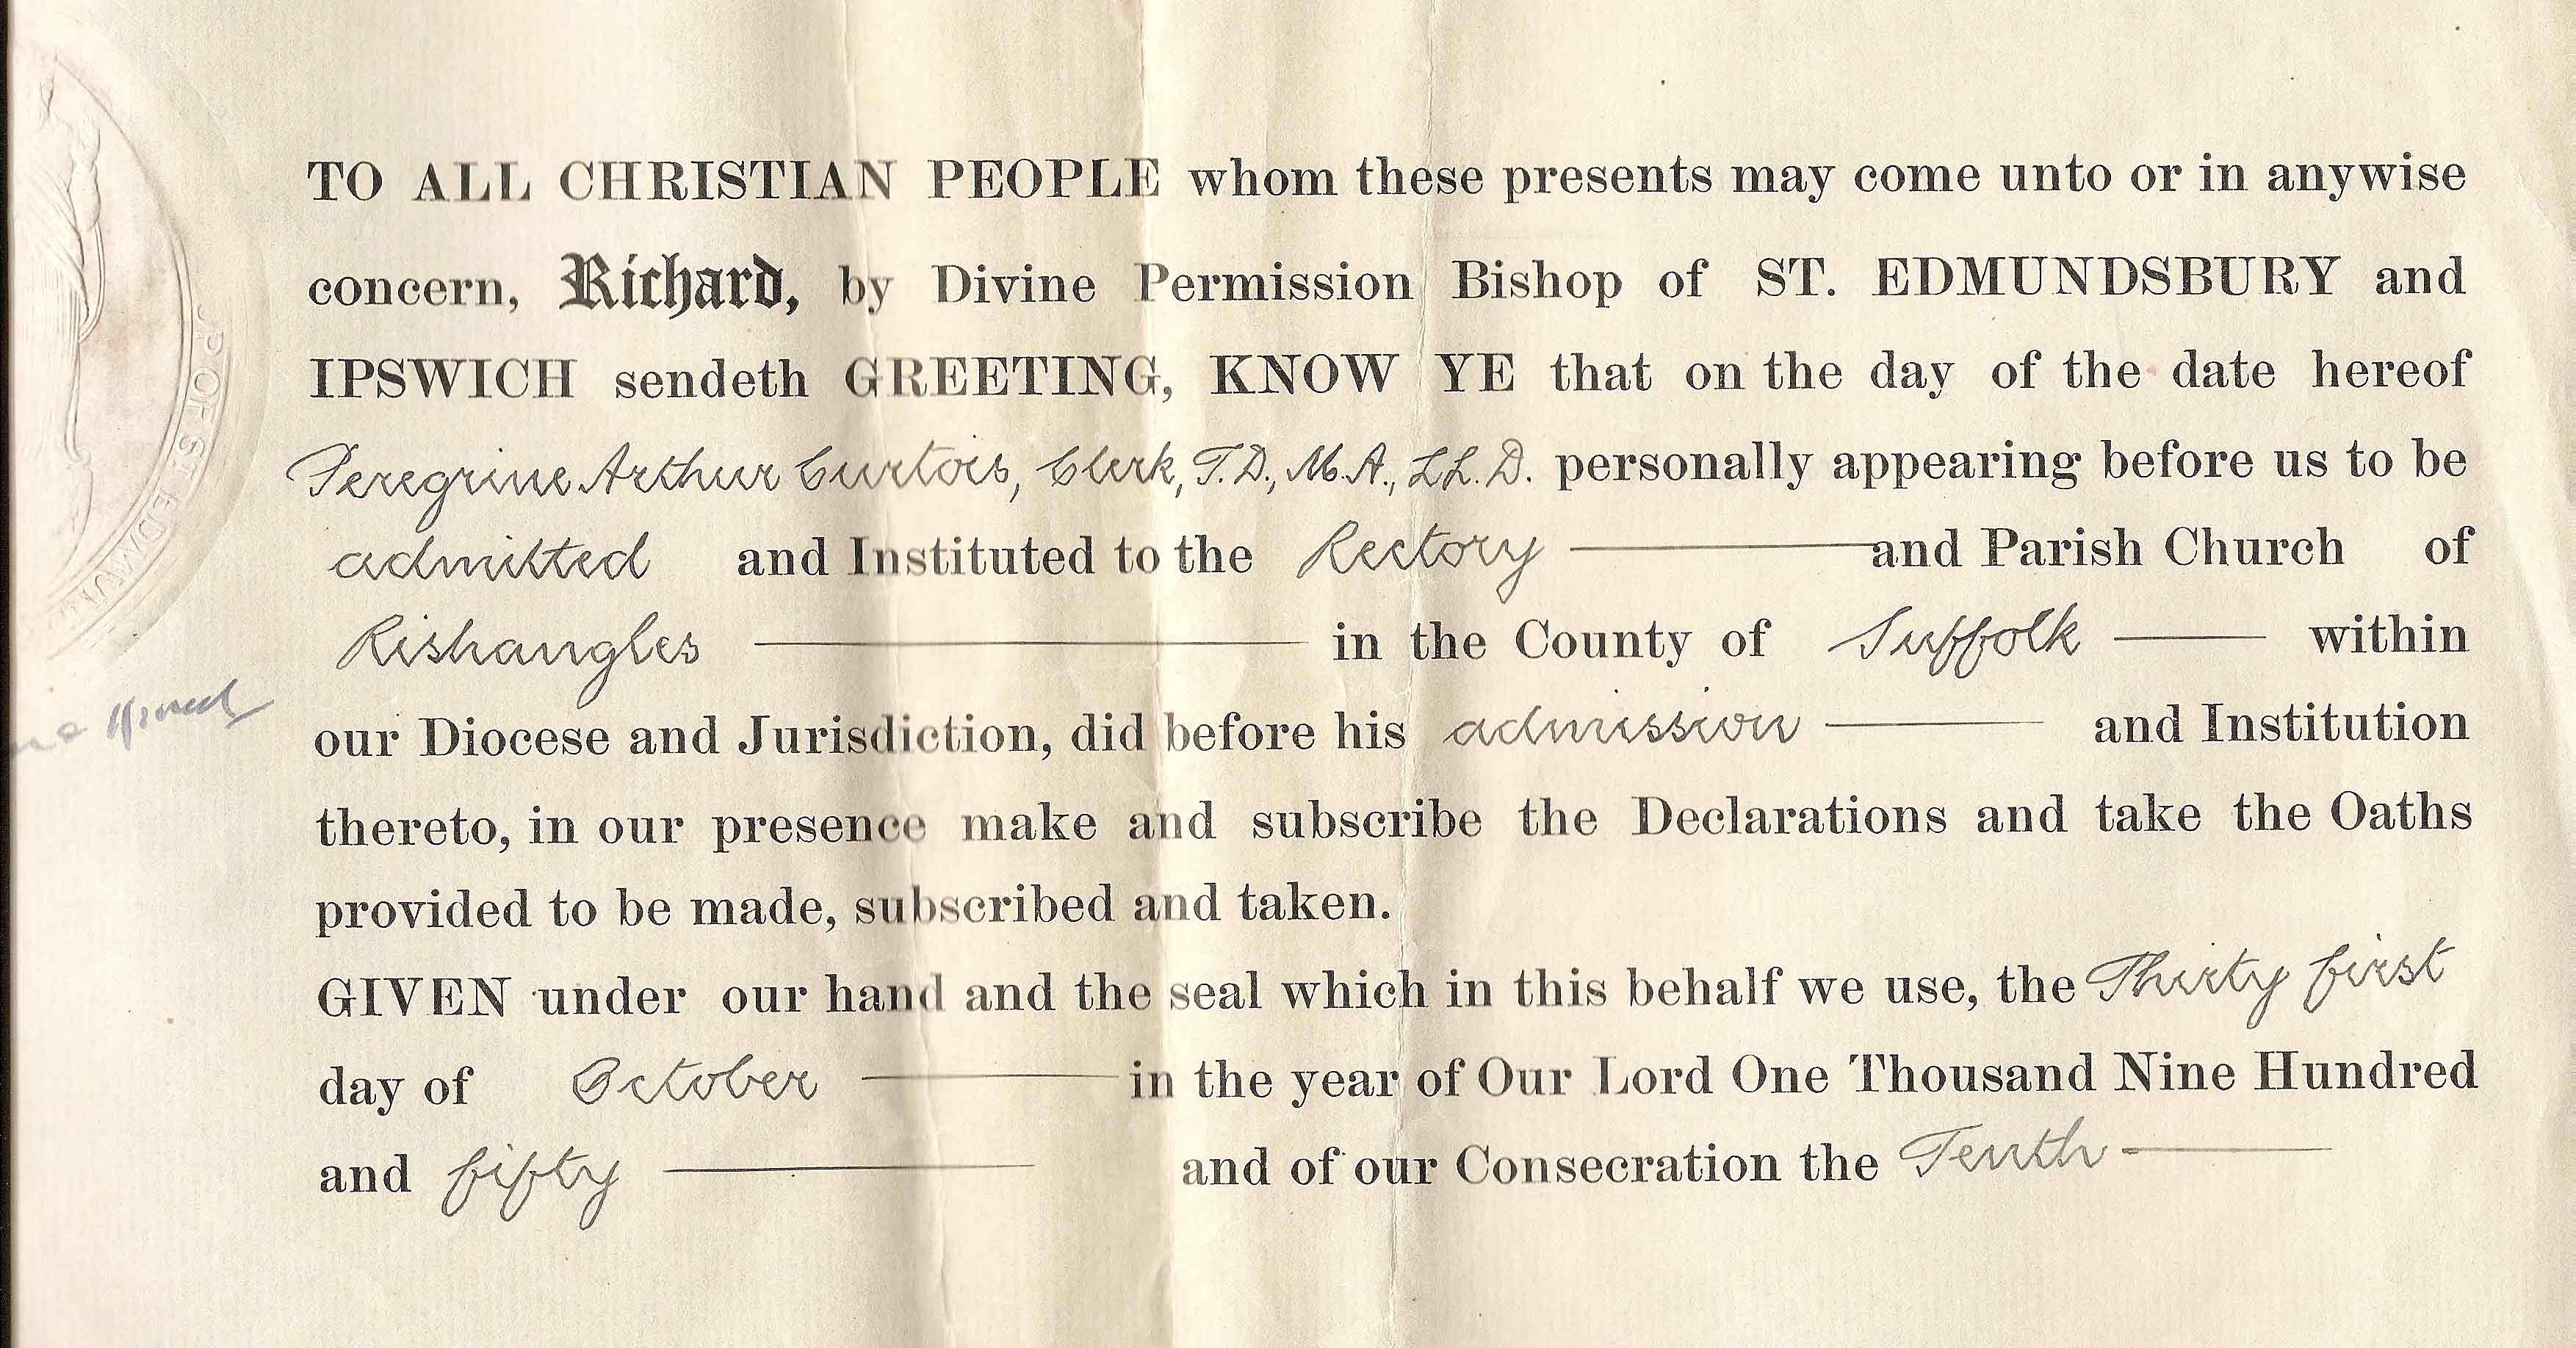 TO ALL CHRISTIAN PEOPLE whom these presents may come unto or in anywise
concern, Richard, by Divine Permission Bishop of ST. EDMUNDSBURY and
IPSWICH sendeth GREETING, KNOW YE that on the day of the date hereof
Peregrine Arthur Curtois, Clerk, T.D., M.A., LL.D. personally appearing before us to be
admitted and Instituted to the Rectory and Parish Church of
Rishangles in the County of Suffolk within
our Diocese and Jurisdiction, did before his admission and Institution
thereto, in our presence make and subscribe the Declarations and take the Oaths
provided to be made, subscribed and taken.
GIVEN under our hand and the seal which in this behalf we use, the Thirty first
day of October in the year of Our Lord One Thousand Nine Hundred
and fifty and of our Consecration the Tenth
P OF ST EDMUN